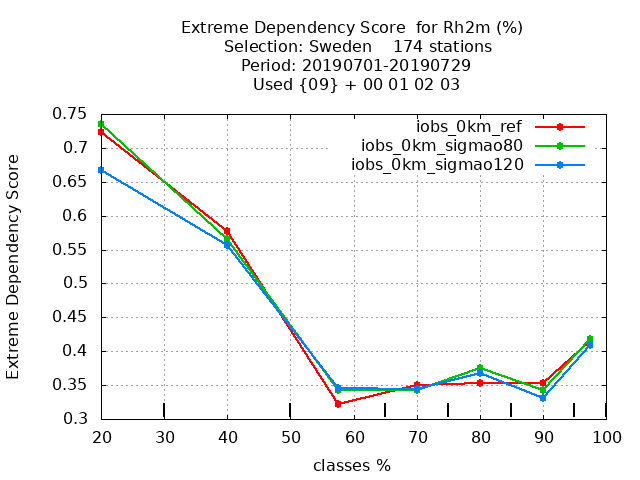 Extreme Dependency Score  for Rh2m (%)
Selection: Sweden    174 stations
Period: 20190701-20190729
Used {09} + 00 01 02 03
iobs_0km_ref
iobs_0km_sigmao80
iobs_0km_sigmao120
Extreme Dependency Score
0.75
0.7
0.65
0.6
0.55
0.5
0.45
0.4
0.35
0.3
20 30 40 50 60 70 80 90 100
classes %